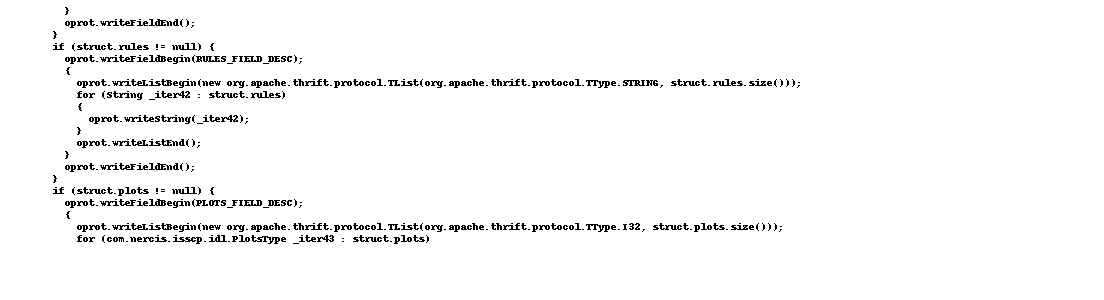 }
oprot.writeFieldEnd();
}
if (struct.rules != null) {
oprot.writeFieldBegin(RULES_FIELD_DESC);
{
oprot.writeListBegin(new org.apache.thrift.protocol.TList(org.apache.thrift.protocol.TType.STRING, struct.rules.size()));
for (String _iter42 : struct.rules)
{
oprot.writeString(_iter42);
}
oprot.writeListEnd();
}
oprot.writeFieldEnd();
}
if (struct.plots != null) {
oprot.writeFieldBegin(PLOTS_FIELD_DESC);
{
oprot.writeListBegin(new org.apache.thrift.protocol.TList(org.apache.thrift.protocol.TType.I32, struct.plots.size()));
for (com.nercis.isscp.idl.PlotsType _iter43 : struct.plots)